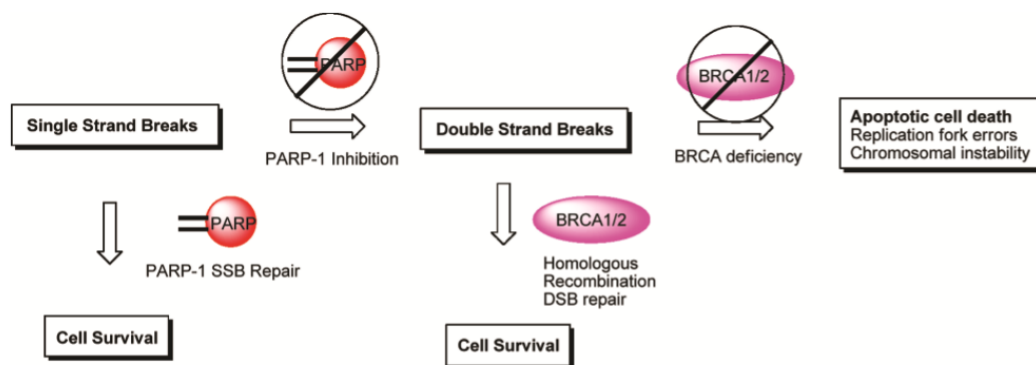 PARP
BRCA1/2
Single Strand Breaks
Double Strand Breaks
Apoptotic cell death
Replication fork errors
Chromosomal instability
PARP-1 Inhibition
BRCA deficiency
PARP
BRCA1/2
PARP-1 SSB Repair
Homologous
Recombination
DSB repair
Cell Survival
Cell Survival